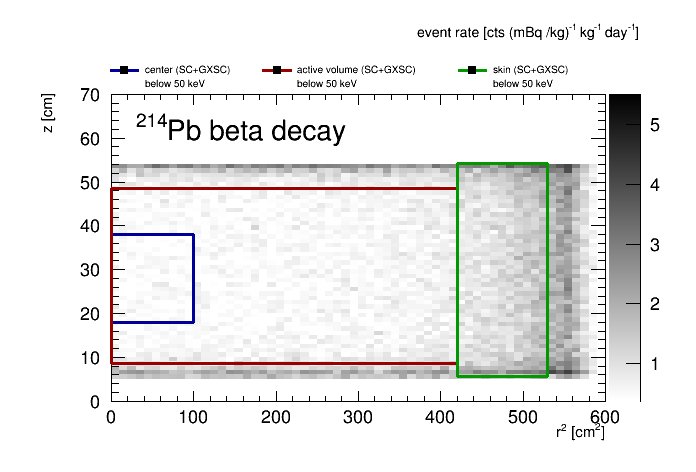 event rate [cts (mBq /kg)⁻¹ kg⁻¹ day⁻¹]
center (SC+GXSC) active volume (SC+GXSC) skin (SC+GXSC)
below 50 keV below 50 keV below 50 keV
z [cm]
²¹⁴Pb beta decay
70
60
50
40
30
20
10
0
0 100 200 300 400 500 600
r² [cm²]
5
4
3
2
1